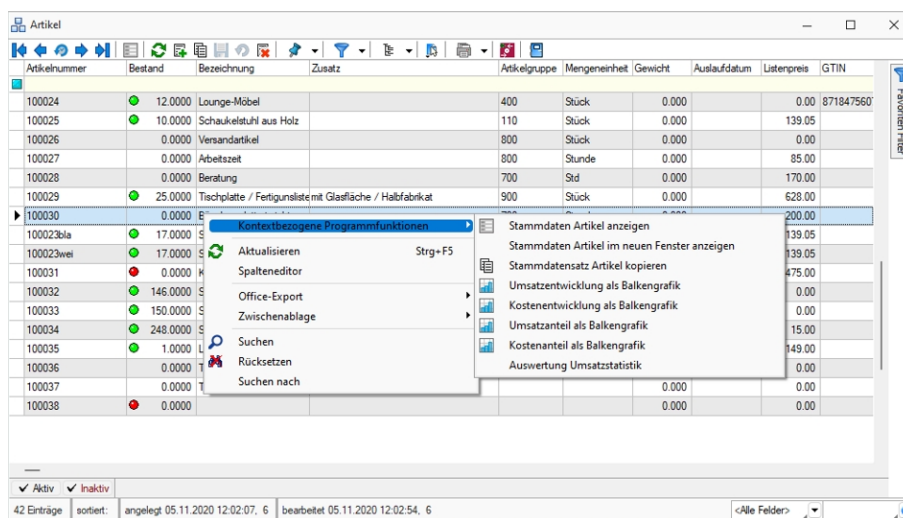 Artikel
Artikelnummer Bestand Bezeichnung Zusatz Artikelgruppe Mengeneinheit Gewicht Auslaufdatum Listenpreis GTIN
Favoriten Filter
100024 12.0000 Lounge-Möbel 400 Stück 0.000 0.00 871847560
100025 10.0000 Schaukelstuhl aus Holz 110 Stück 0.000 139.05
100026 0.0000 Versandartikel 800 Stück 0.000 0.00
100027 0.0000 Arbeitszeit 800 Stunde 0.000 85.00
100028 0.0000 Beratung 700 Std 0.000 170.00
100029 25.0000 Tischplatte / Fertigungsliste mit Glasfläche / Halbfabrikat 900 Stück 0.000 628.00
100030 0.0000 200.00
Kontextbezogene Programmfunktionen
Aktualisieren Strg+F5
Spalteneditor
Office-Export
Zwischenablage
Suchen
Rücksetzen
Suchen nach
Stammdaten Artikel anzeigen
Stammdaten Artikel im neuen Fenster anzeigen
Stammdatensatz Artikel kopieren
Umsatzentwicklung als Balkengrafik
Kostenentwicklung als Balkengrafik
Umsatzanteil als Balkengrafik
Kostenanteil als Balkengrafik
Auswertung Umsatzstatistik
100023bla 17.0000 S 139.05
100023wei 17.0000 S 139.05
100031 0.0000 K 475.00
100032 146.0000 S 0.00
100033 150.0000 S 0.00
100034 248.0000 S 15.00
100035 1.0000 L 149.00
100036 0.0000 T 0.00
100037 0.0000 T 0.000 0.00
100038 0.0000 0.000 0.00
Aktiv Inaktiv
42 Einträge sortiert: angelegt 05.11.2020 12:02:07, 6 bearbeitet 05.11.2020 12:02:54, 6 <Alle Felder>